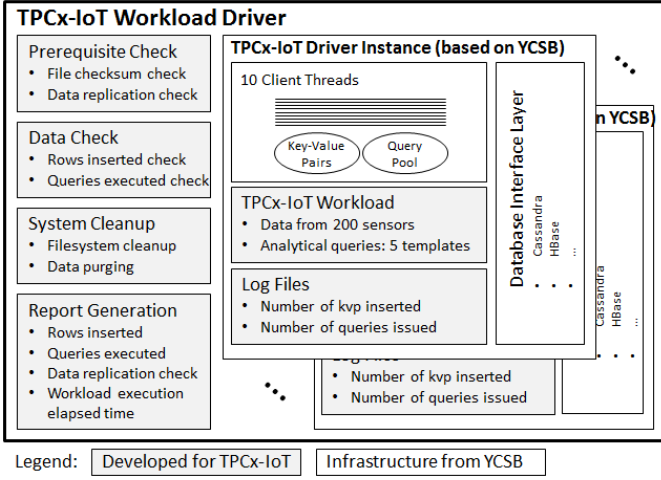 TPCx-IoT Workload Driver
Prerequisite Check
• File checksum check
• Data replication check
Data Check
• Rows inserted check
• Queries executed check
System Cleanup
• Filesystem cleanup
• Data purging
Report Generation
• Rows inserted
• Queries executed
• Data replication check
• Workload execution
elapsed time
TPCx-IoT Driver Instance (based on YCSB)
10 Client Threads
Key-Value
Pairs
Query
Pool
TPCx-IoT Workload
• Data from 200 sensors
• Analytical queries: 5 templates
Log Files
• Number of kvp inserted
• Number of queries issued
Database Interface Layer
Cassandra
HBase
...
n YCSB)
Cassandra
HBase
...
Log Files
• Number of kvp inserted
• Number of queries issued
Legend:
Developed for TPCx-IoT
Infrastructure from YCSB